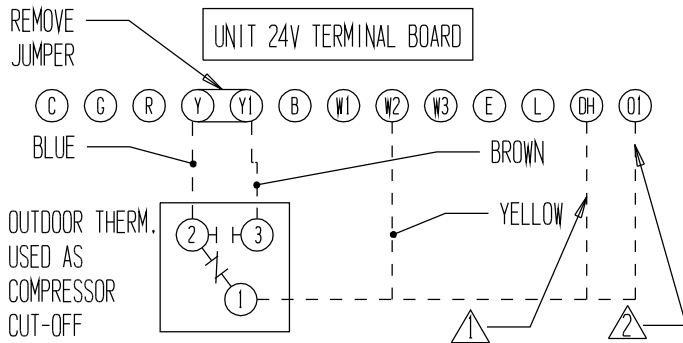 REMOVE
JUMPER
UNIT 24V TERMINAL BOARD
C G R Y Y1 B W1 W2 W3 E L DH O1
BLUE
BROWN
YELLOW
OUTDOOR THERM.
USED AS
COMPRESSOR
CUT-OFF
2 3
1
1 2